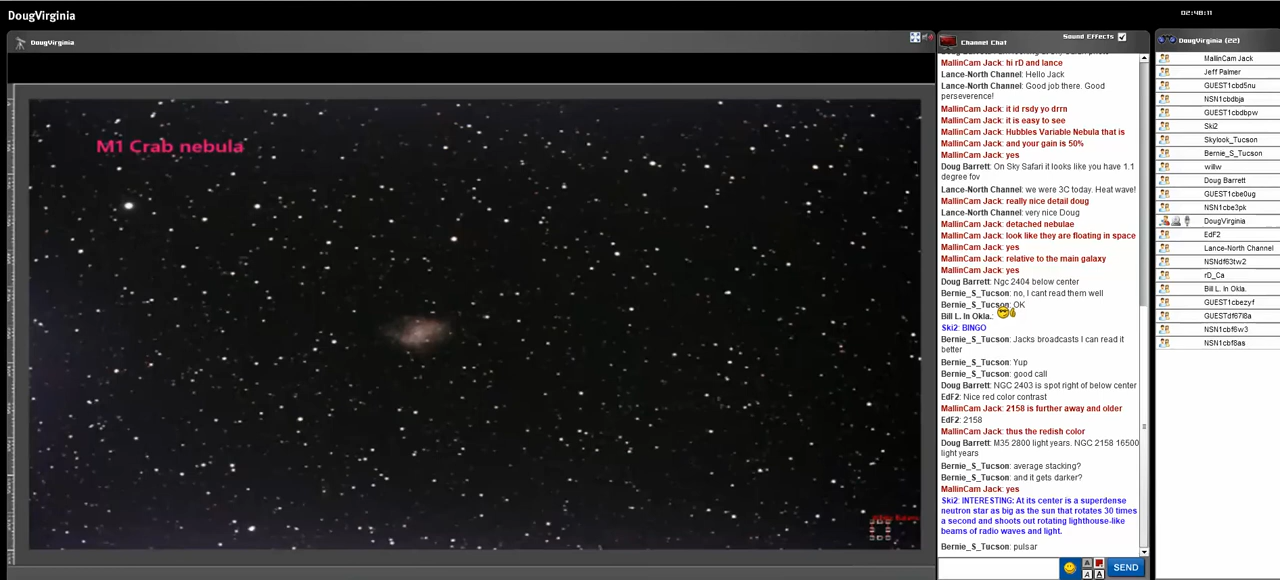 DougVirginia
02:48:11
DougVirginia
M1 Crab nebula
Channel Chat
Sound Effects
MallinCam Jack: hi rD and lance
Lance-North Channel: Hello Jack
Lance-North Channel: Good job there. Good
perseverence!
MallinCam Jack: it id rsdy yo drrn
MallinCam Jack: it is easy to see
MallinCam Jack: Hubbles Variable Nebula that is
MallinCam Jack: and your gain is 50%
MallinCam Jack: yes
Doug Barrett: On Sky Safari it looks like you have 1.1
degree fov
Lance-North Channel: we were 3C today. Heat wave!
MallinCam Jack: really nice detail doug
Lance-North Channel: very nice Doug
MallinCam Jack: detached nebulae
MallinCam Jack: look like they are floating in space
MallinCam Jack: yes
MallinCam Jack: relative to the main galaxy
MallinCam Jack: yes
Doug Barrett: Ngc 2404 below center
Bernie_S_Tucson: no, I cant read them well
Bernie_S_Tucson: OK
Bill L. In Okla.:
Ski2: BINGO
Bernie_S_Tucson: Jacks broadcasts I can read it
better
Bernie_S_Tucson: Yup
Bernie_S_Tucson: good call
Doug Barrett: NGC 2403 is spot right of below center
EdF2: Nice red color contrast
MallinCam Jack: 2158 is further away and older
EdF2: 2158
MallinCam Jack: thus the redish color
Doug Barrett: M35 2800 light years. NGC 2158 16500
light years
Bernie_S_Tucson: average stacking?
Bernie_S_Tucson: and it gets darker?
MallinCam Jack: yes
Ski2: INTERESTING: At its center is a superdense
neutron star as big as the sun that rotates 30 times
a second and shoots out rotating lighthouse-like
beams of radio waves and light.
Bernie_S_Tucson: pulsar
A
A A
SEND
DougVirginia (22)
MallinCam Jack
Jeff Palmer
GUEST1cbd5nu
NSN1cbdbja
GUEST1cbdbpw
Ski2
Skylook_Tucson
Bernie_S_Tucson
willw
Doug Barrett
GUEST1cbe0ug
NSN1cbe3pk
DougVirginia
EdF2
Lance-North Channel
NSNdf63tw2
rD_Ca
Bill L. In Okla.
GUEST1cbezyf
GUESTdf67l8a
NSN1cbf6w3
NSN1cbf8as